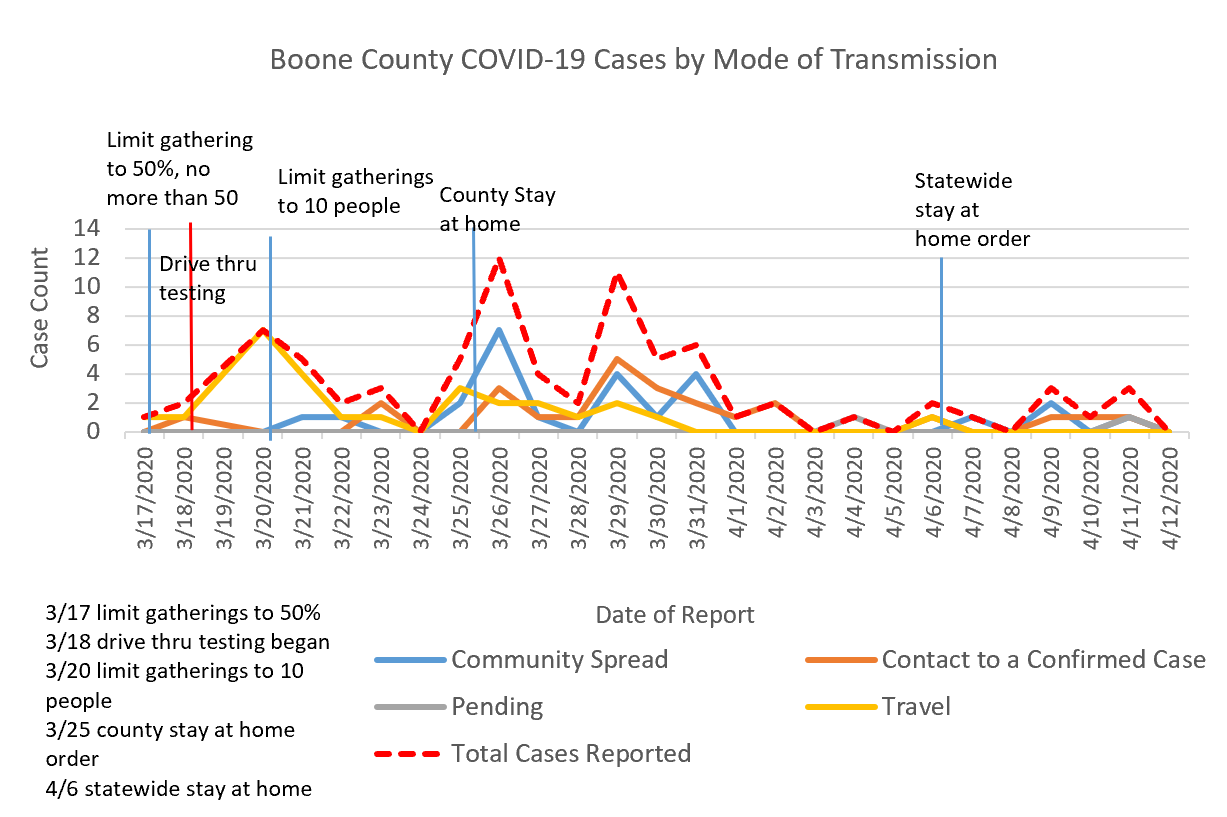 Boone County COVID-19 Cases by Mode of Transmission
Limit gathering
to 50%, no
more than 50
Limit gatherings
to 10 people
County Stay
at home
Statewide
stay at
home order
Drive thru
testing
Case Count
14
12
10
8
6
4
2
0
3/17/2020
3/18/2020
3/19/2020
3/20/2020
3/21/2020
3/22/2020
3/23/2020
3/24/2020
3/25/2020
3/26/2020
3/27/2020
3/28/2020
3/29/2020
3/30/2020
3/31/2020
4/1/2020
4/2/2020
4/3/2020
4/4/2020
4/5/2020
4/6/2020
4/7/2020
4/8/2020
4/9/2020
4/10/2020
4/11/2020
4/12/2020
Date of Report
3/17 limit gatherings to 50%
3/18 drive thru testing began
3/20 limit gatherings to 10
people
3/25 county stay at home
order
4/6 statewide stay at home
Community Spread
Contact to a Confirmed Case
Pending
Travel
Total Cases Reported